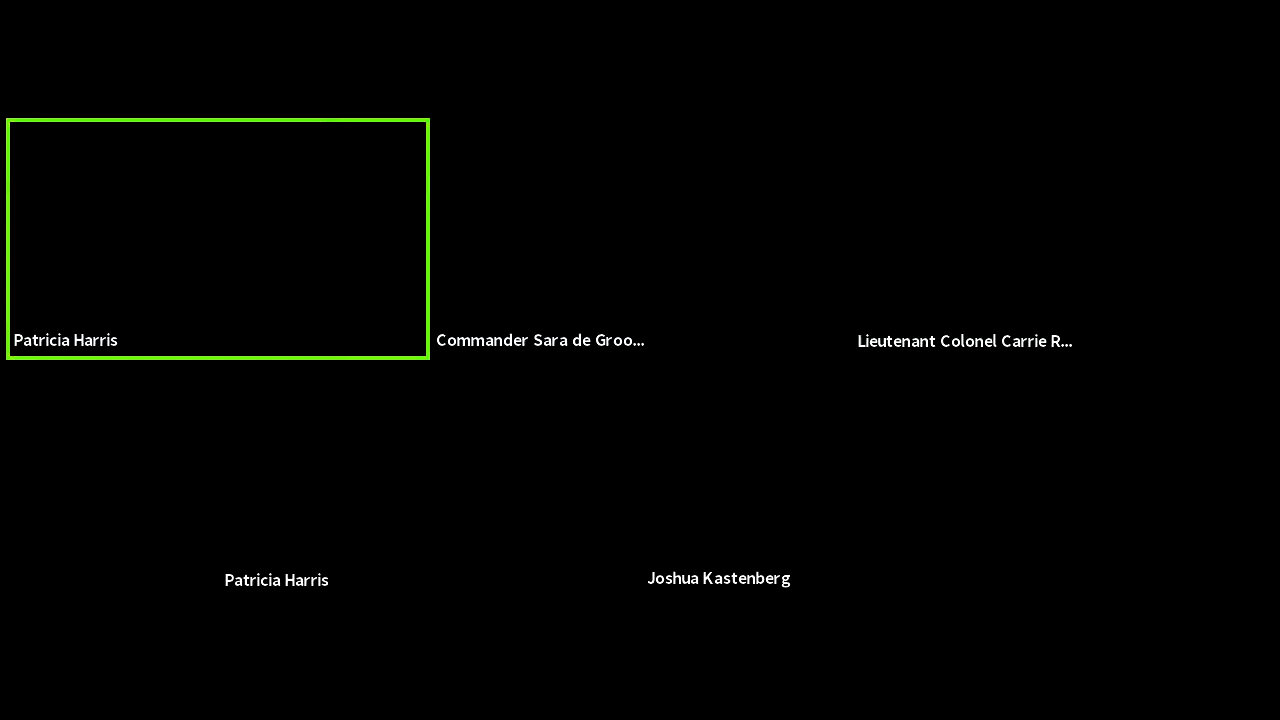 Patricia Harris
Commander Sara de Groo...
Lieutenant Colonel Carrie R...
Patricia Harris
Joshua Kastenberg